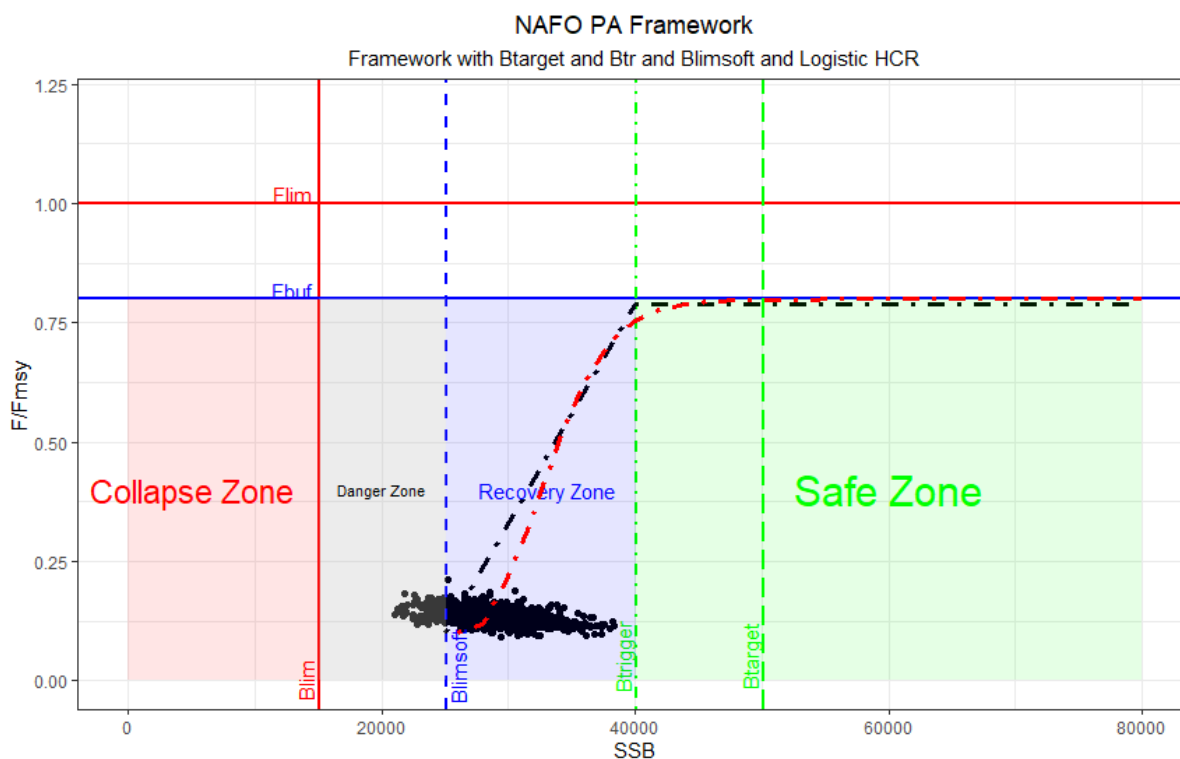 NAFO PA Framework
Framework with Btarget and Btr and Blimsoft and Logistic HCR
1.25
1.00
0.75
0.50
0.25
0.00
F/Fmsy
Flim
Fbuf
Collapse Zone
Danger Zone
Recovery Zone
Safe Zone
Blim
Blimsoft
Btrigger
Btarget
0
20000
40000
60000
80000
SSB